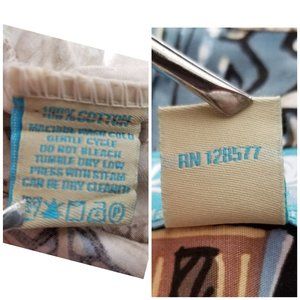 100% COTTON
MACHINE WASH COLD
GENTLE CYCLE
DO NOT BLEACH
TUMBLE DRY LOW
PRESS WITH STEAM
CAN BE DRY CLEANED
RN 128577